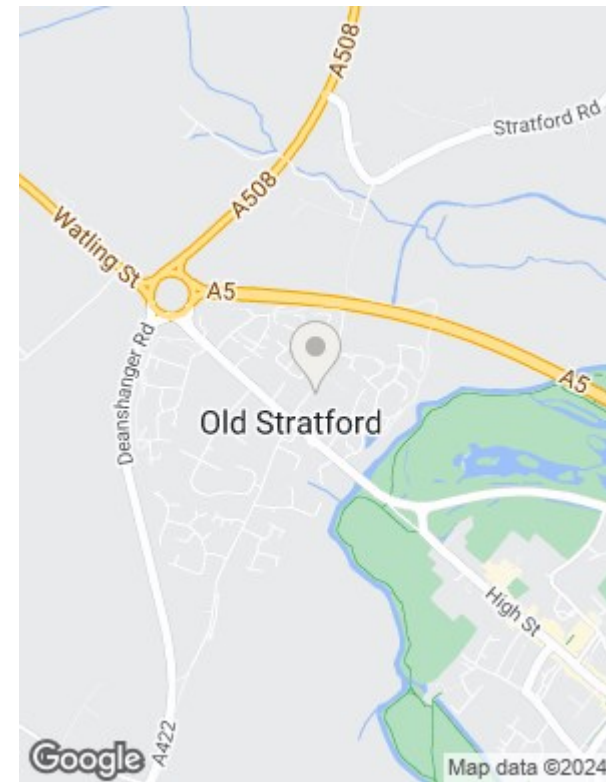 A508
Stratford Rd
A508
Watling St
A5
Deanshanger Rd
A5
Old Stratford
High St
A422
Google
Map data ©2024